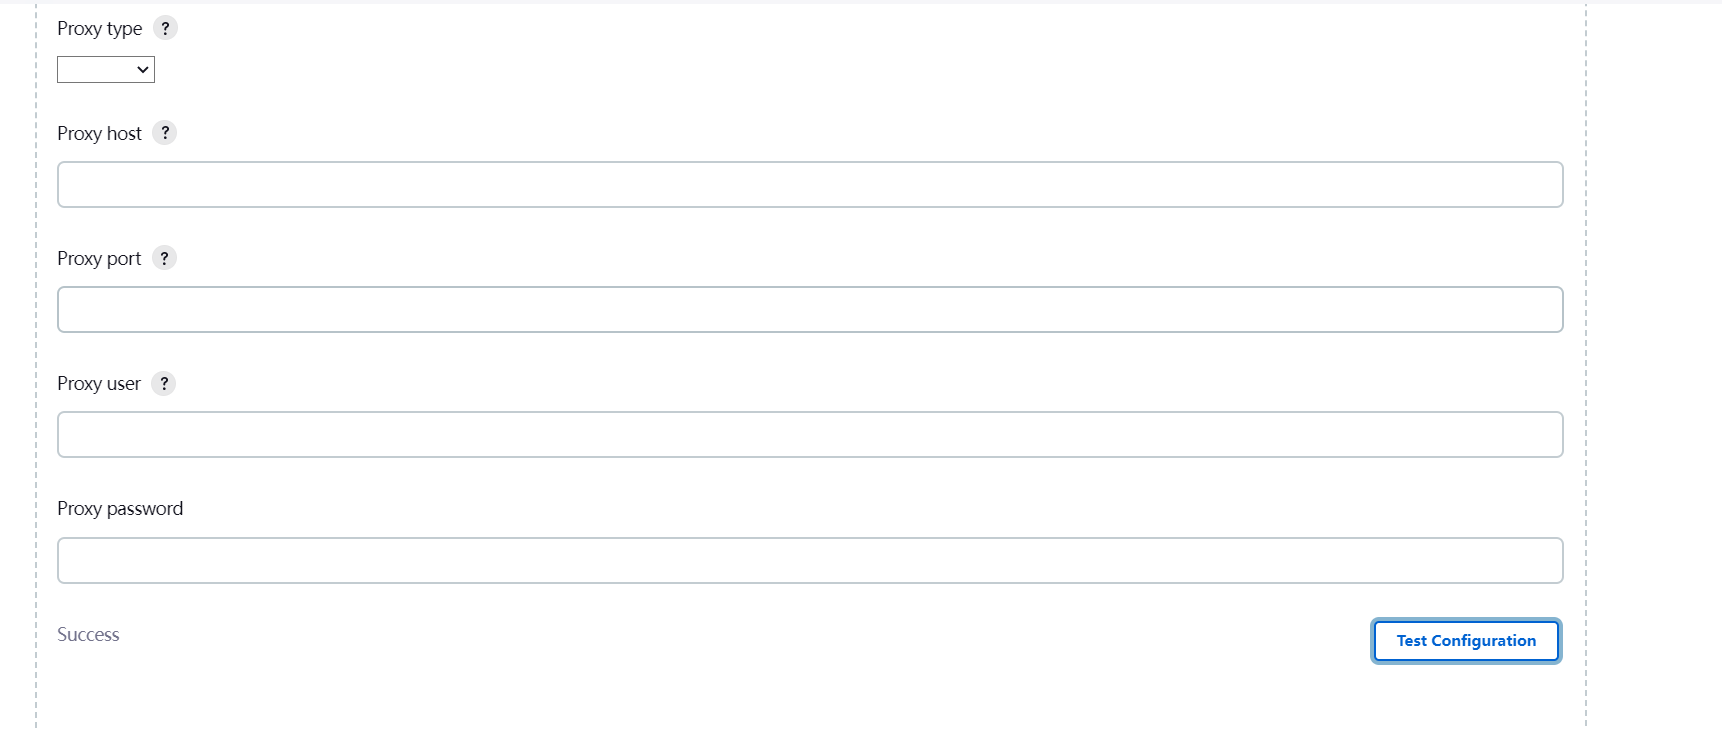 Proxy type ?
Proxy host ?
Proxy port ?
Proxy user ?
Proxy password
Success
Test Configuration